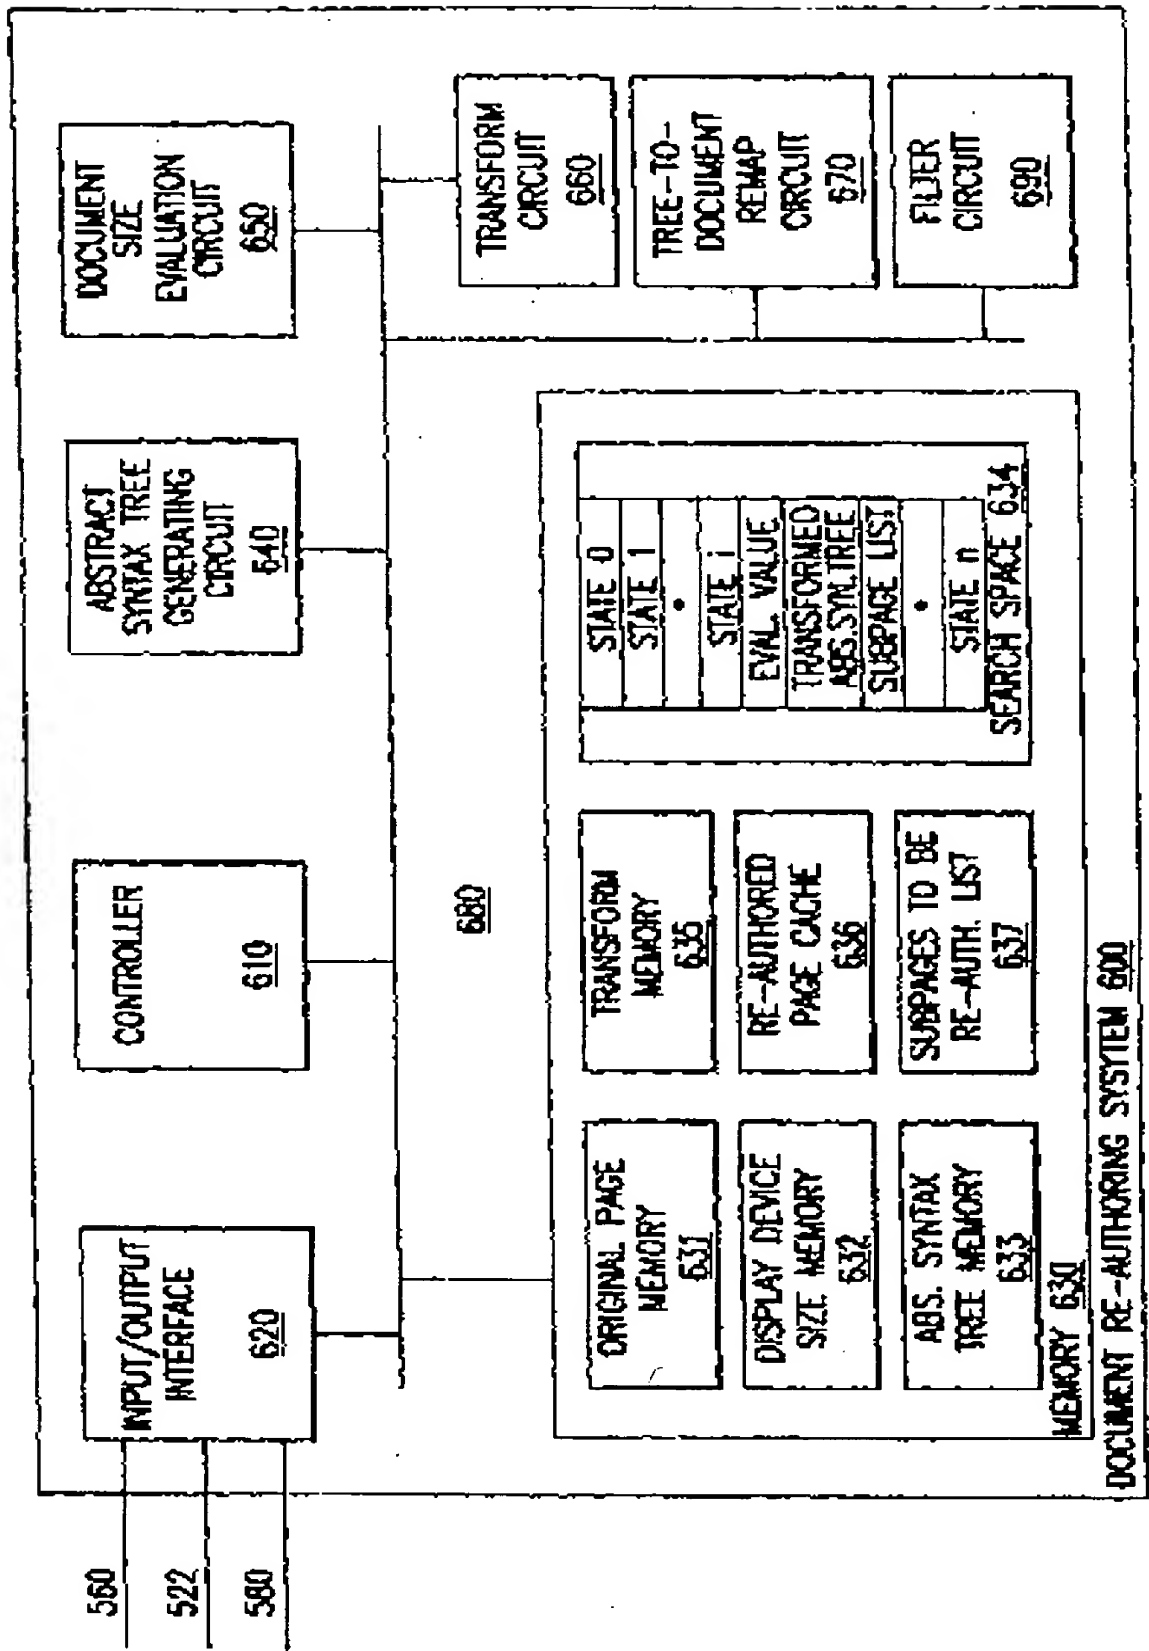 560
522
580
INPUT/OUTPUT
INTERFACE
620
CONTROLLER
610
ABSTRACT
SYNTAX TREE
GENERATING
CIRCUIT
640
DOCUMENT
SIZE
EVALUATION
CIRCUIT
650
680
TRANSFORM
CIRCUIT
660
TREE-TO-
DOCUMENT
REMAP
CIRCUIT
670
FILTER
CIRCUIT
690
ORIGINAL PAGE
MEMORY
631
DISPLAY DEVICE
SIZE MEMORY
632
ABS. SYNTAX
TREE MEMORY
633
TRANSFORM
MEMORY
635
RE-AUTHORED
PAGE CACHE
636
SUBPAGES TO BE
RE-AUTH. LIST
637
STATE 0
STATE 1
•
STATE i
EVAL. VALUE
TRANSFORMED
ABS.SYN.TREE
SUBPAGE LIST
•
STATE n
SEARCH SPACE 634
MEMORY 630
DOCUMENT RE-AUTHORING SYSYTEM 600